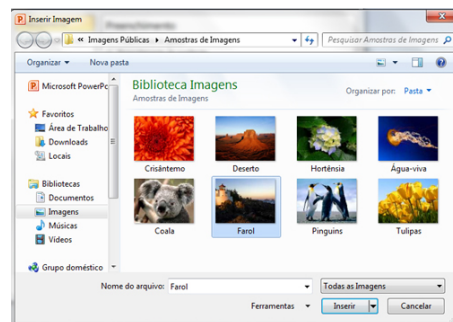 Inserir Imagem
« Imagens Públicas ▸ Amostras de Imagens
Pesquisar Amostras de Imagens
Organizar
Nova pasta
Microsoft PowerPc
Favoritos
Área de Trabalho
Downloads
Locais
Bibliotecas
Documentos
Imagens
Músicas
Vídeos
Grupo doméstico
Biblioteca Imagens
Amostras de Imagens
Organizar por: Pasta
Crisântemo
Deserto
Hortênsia
Água-viva
Coala
Farol
Pinguins
Tulipas
Nome do arquivo: Farol
Todas as Imagens
Ferramentas
Inserir
Cancelar